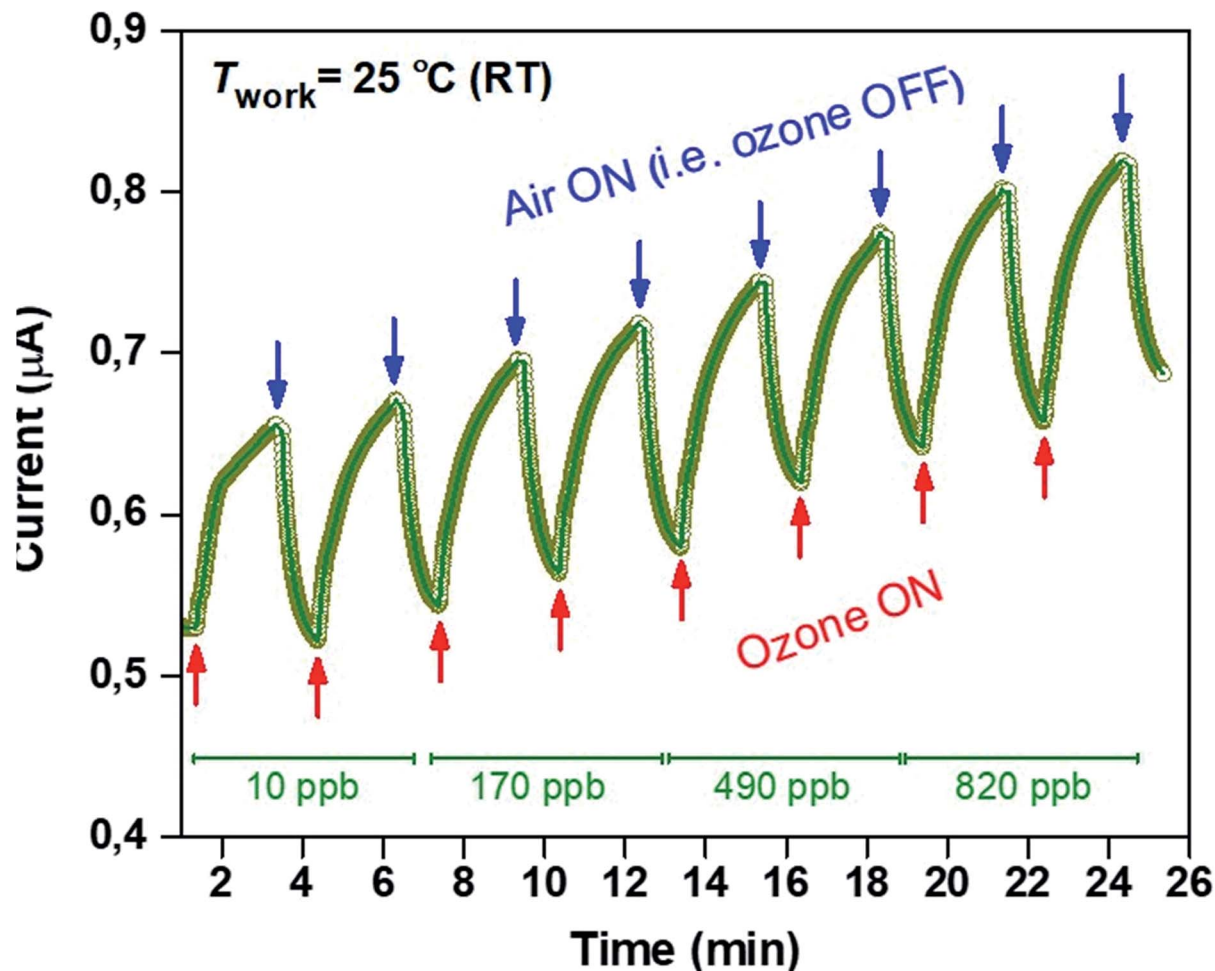 0,9
0,8
0,7
0,6
0,5
0,4
Current (μA)
T work = 25 °C (RT)
Air ON (i.e. ozone OFF)
Ozone ON
10 ppb 170 ppb 490 ppb 820 ppb
2 4 6 8 10 12 14 16 18 20 22 24 26
Time (min)